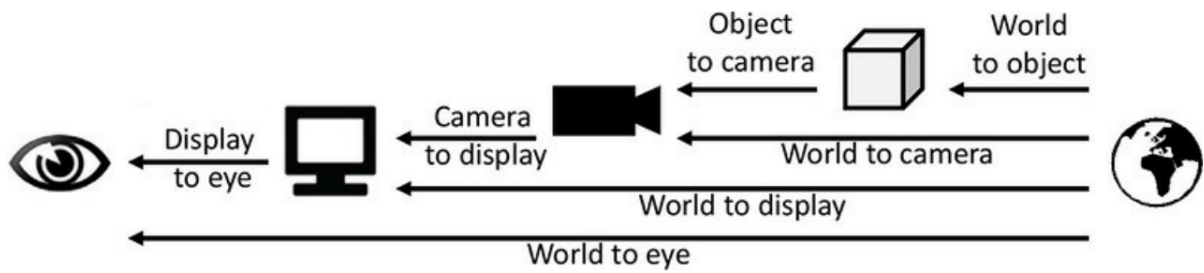 Object
to camera
World
to object
Camera
to display
Display
to eye
World to camera
World to display
World to eye